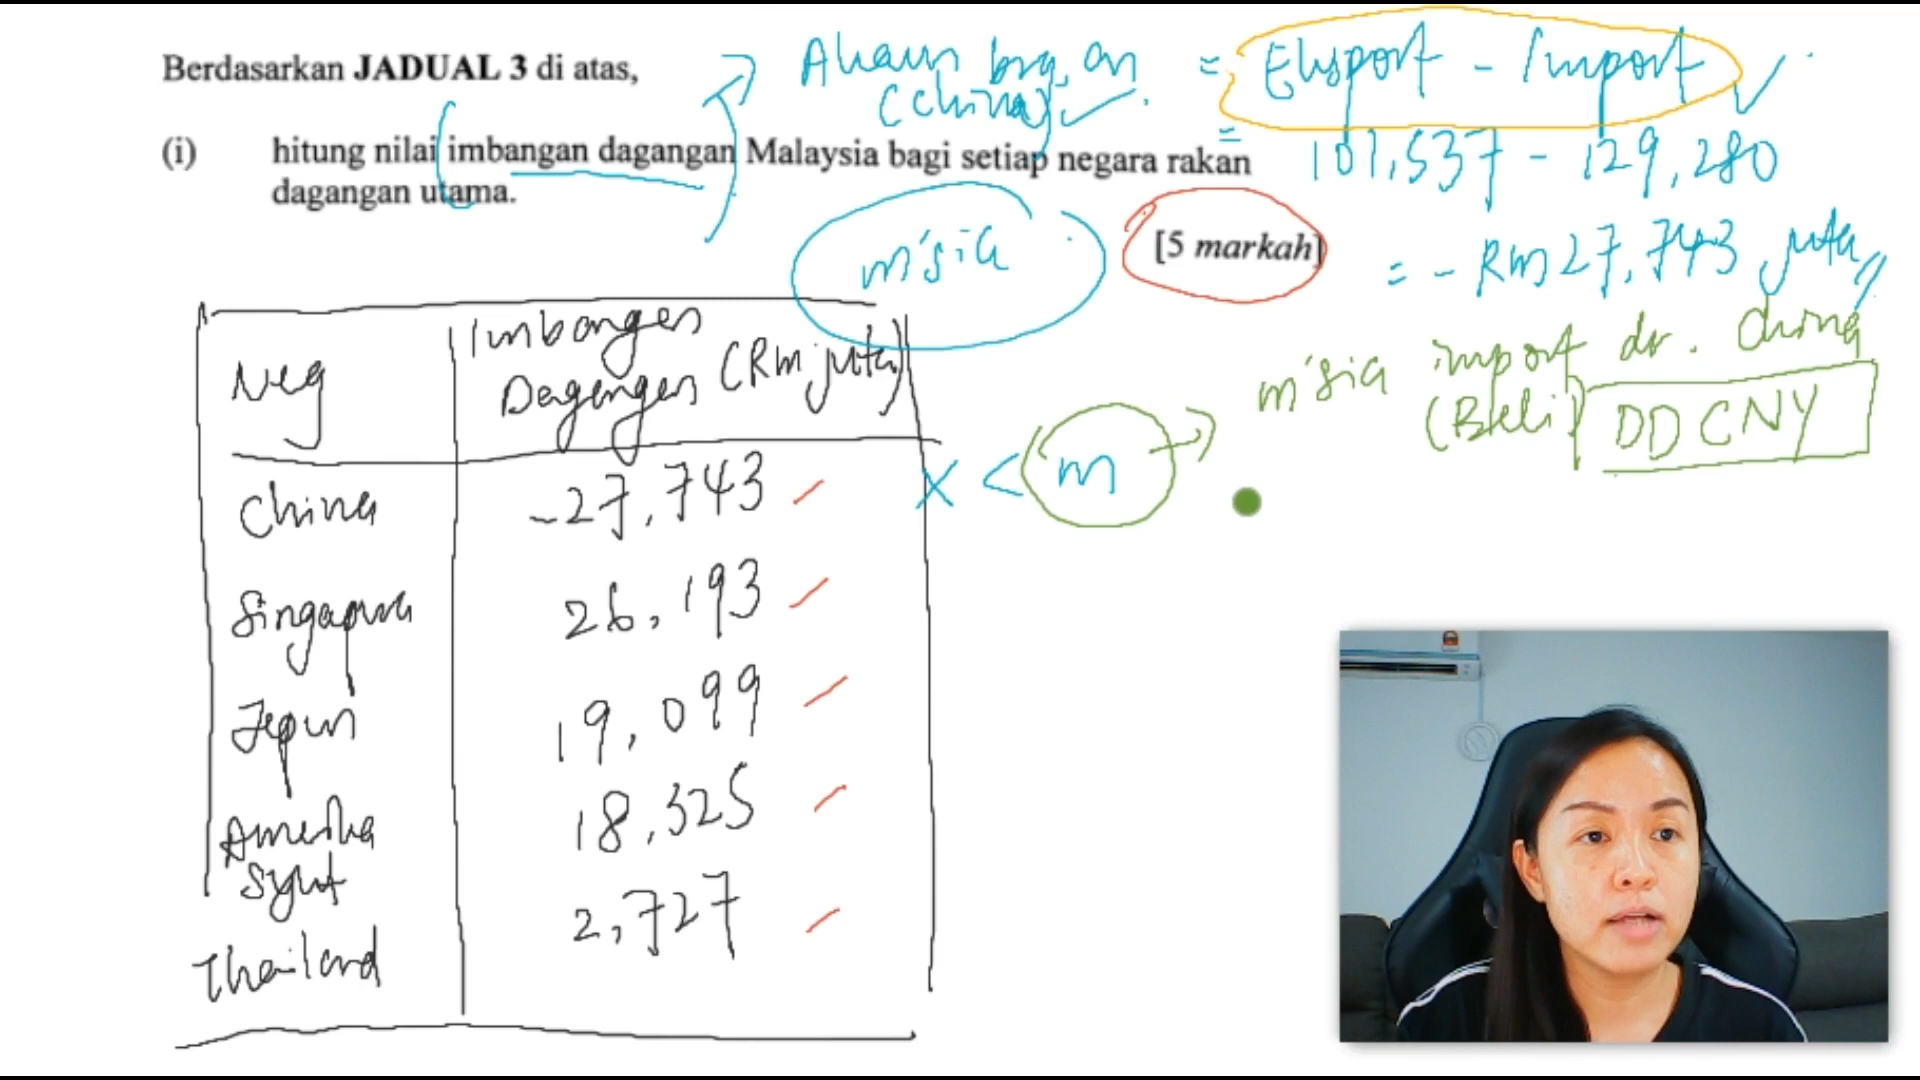 Berdasarkan JADUAL 3 di atas,
Akaun brg. an = Eksport - Import
(China)
= 101,537 - 129,280
(i) hitung nilai imbangan dagangan Malaysia bagi setiap negara rakan
dagangan utama.
m'sia
[5 markah]
= - RM27,743 juta
m'sia import dr. China
(Beli) DD CNY
X < m
Neg Imbangan Dagangan (RM juta)
China -27,743
Singapura 26,193
Jepun 19,099
Amerika Syikt 18,325
Thailand 2,727